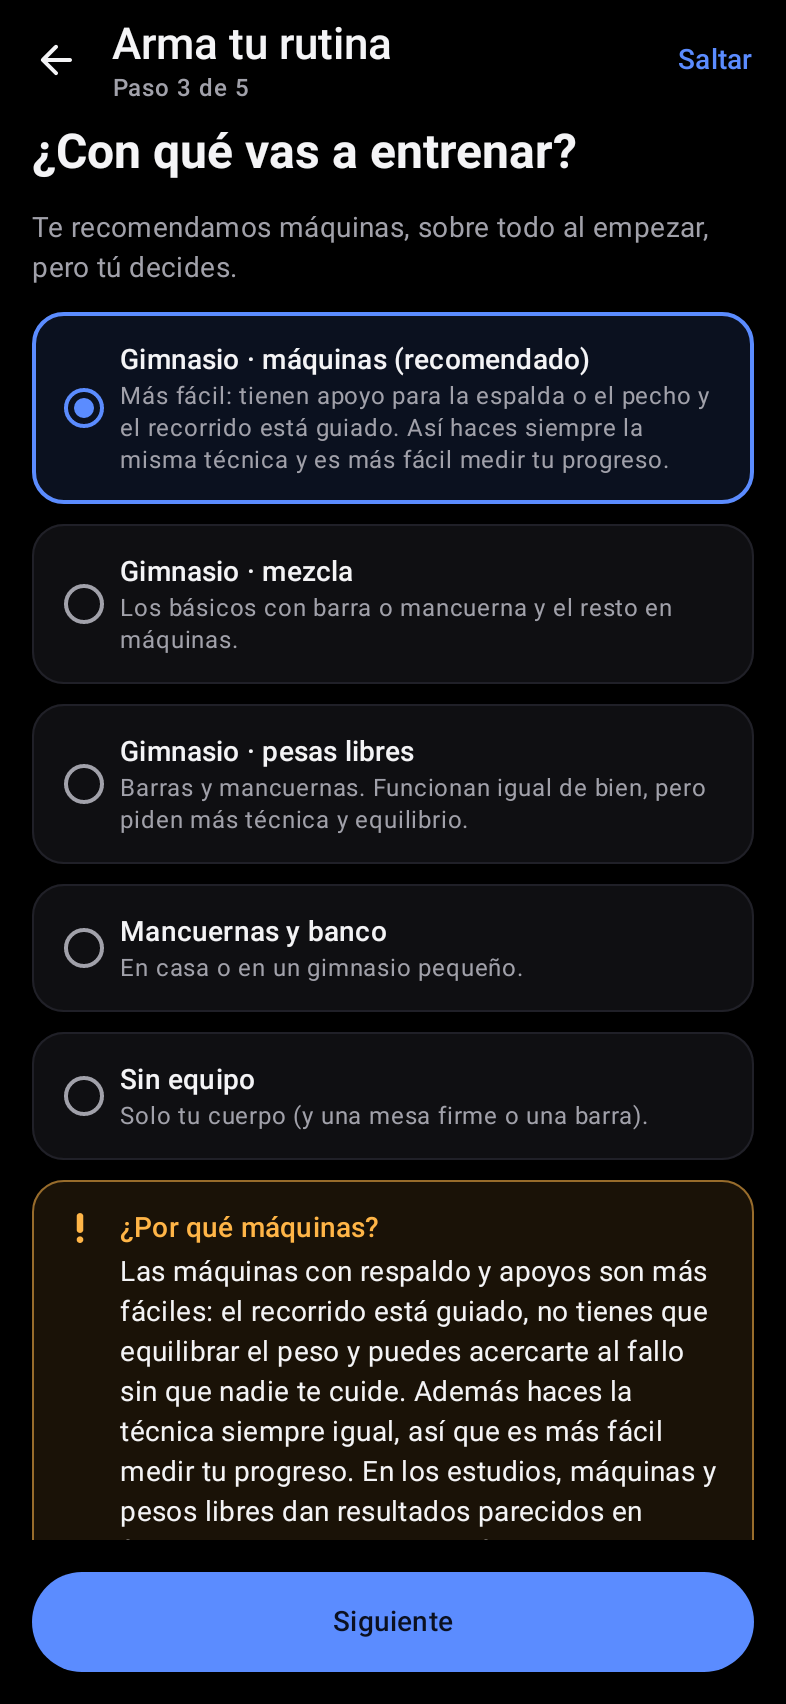 Arma tu rutina
Paso 3 de 5
Saltar
¿Con qué vas a entrenar?
Te recomendamos máquinas, sobre todo al empezar,
pero tú decides.
Gimnasio · máquinas (recomendado)
Más fácil: tienen apoyo para la espalda o el pecho y
el recorrido está guiado. Así haces siempre la
misma técnica y es más fácil medir tu progreso.
Gimnasio · mezcla
Los básicos con barra o mancuerna y el resto en
máquinas.
Gimnasio · pesas libres
Barras y mancuernas. Funcionan igual de bien, pero
piden más técnica y equilibrio.
Mancuernas y banco
En casa o en un gimnasio pequeño.
Sin equipo
Solo tu cuerpo (y una mesa firme o una barra).
¿Por qué máquinas?
Las máquinas con respaldo y apoyos son más
fáciles: el recorrido está guiado, no tienes que
equilibrar el peso y puedes acercarte al fallo
sin que nadie te cuide. Además haces la
técnica siempre igual, así que es más fácil
medir tu progreso. En los estudios, máquinas y
pesos libres dan resultados parecidos en
Siguiente